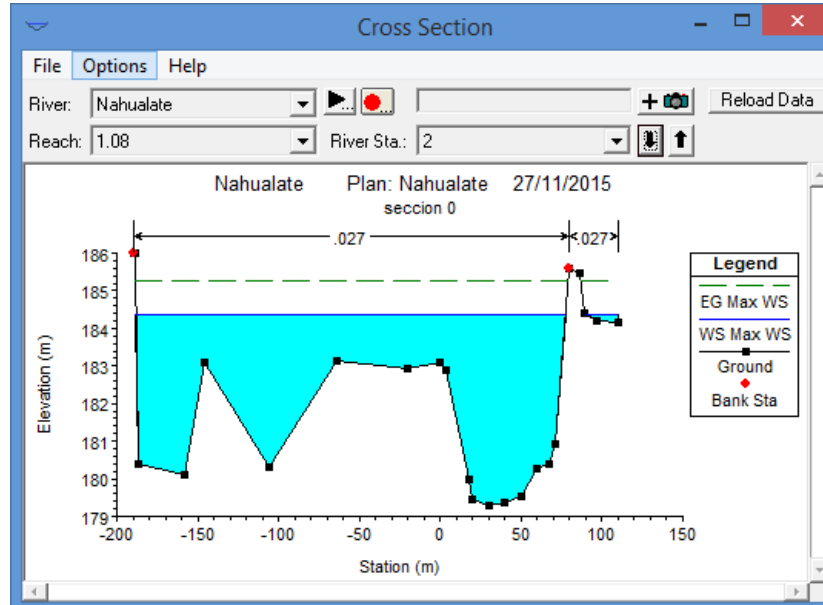 Cross Section
File Options Help
River: Nahualate Reload Data
Reach: 1.08 River Sta.: 2
Nahualate Plan: Nahualate 27/11/2015
seccion 0
.027 .027
Legend
EG Max WS
WS Max WS
Ground
Bank Sta
186
185
184
183
182
181
180
179
Elevation (m)
-200 -150 -100 -50 0 50 100 150
Station (m)